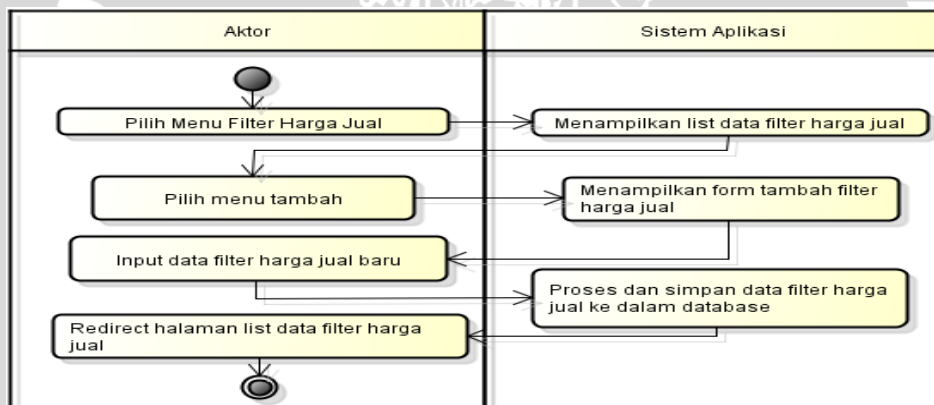 Aktor
Sistem Aplikasi
Pilih Menu Filter Harga Jual
Menampilkan list data filter harga jual
Pilih menu tambah
Menampilkan form tambah filter
harga jual
Input data filter harga jual baru
Proses dan simpan data filter harga
jual ke dalam database
Redirect halaman list data filter harga
jual